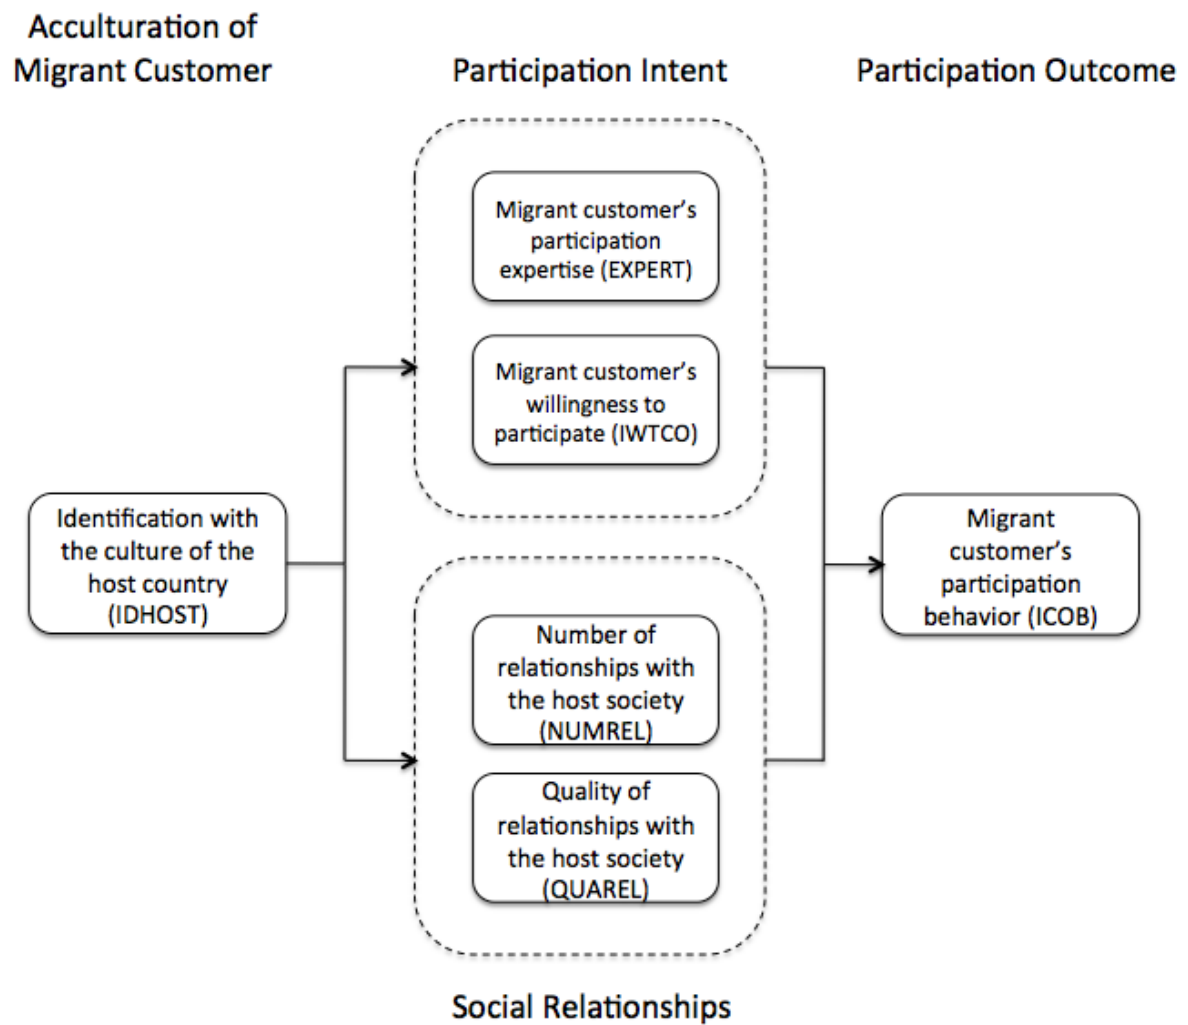 Acculturation of
Migrant Customer
Participation Intent
Participation Outcome
Migrant customer’s
participation
expertise (EXPERT)
Migrant customer’s
willingness to
participate (IWTCO)
Identification with
the culture of the
host country
(IDHOST)
Number of
relationships with
the host society
(NUMREL)
Quality of
relationships with
the host society
(QUAREL)
Migrant
customer’s
participation
behavior (ICOB)
Social Relationships